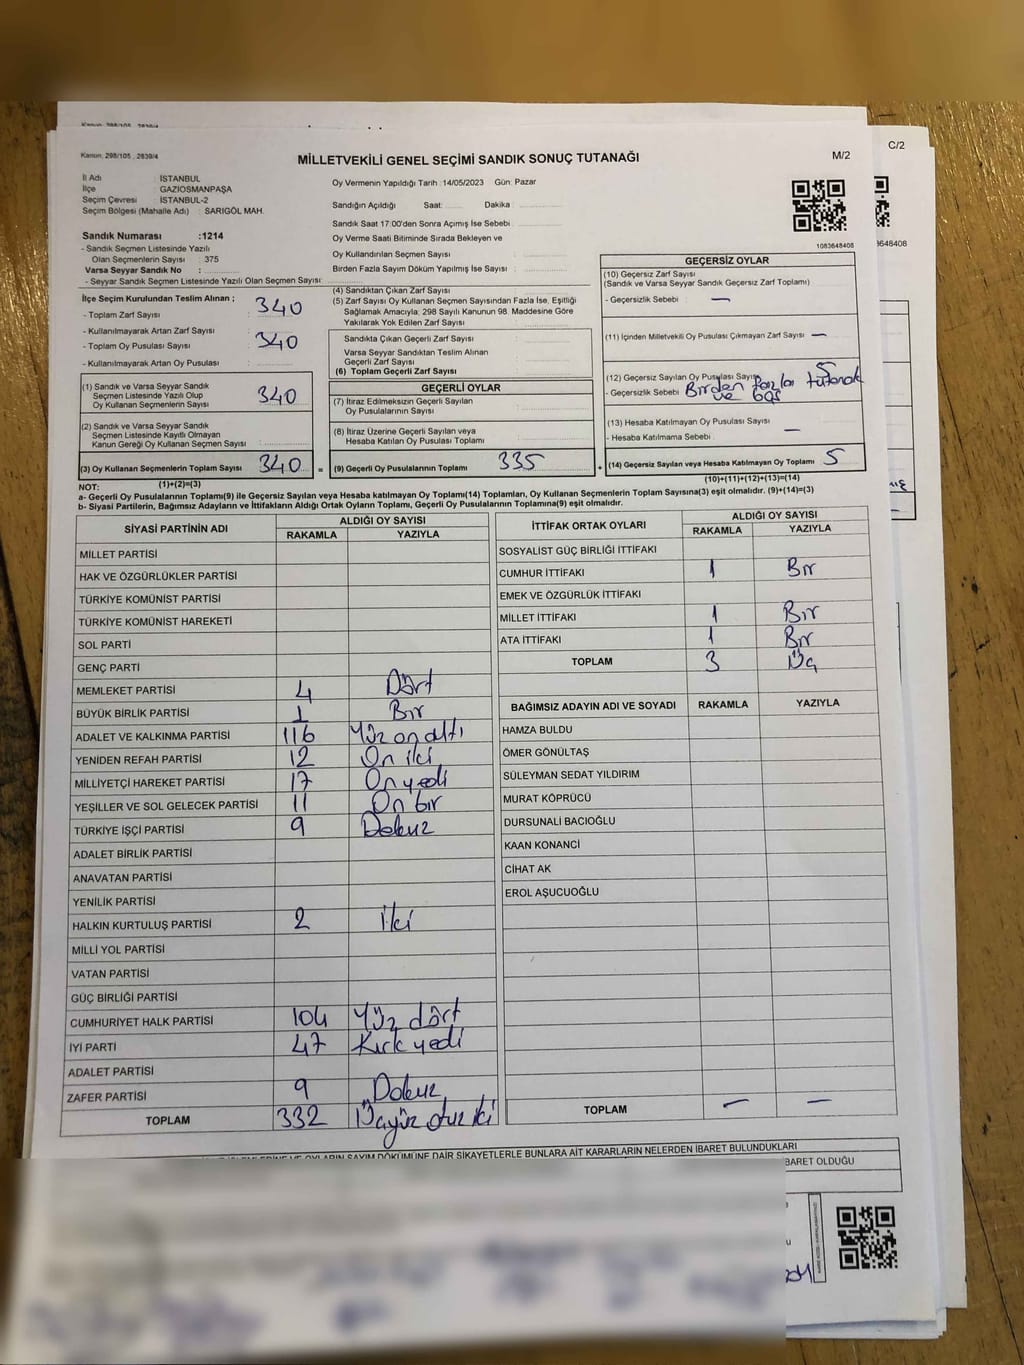 Kanun: 298/105 , 2839/4
MİLLETVEKİLİ GENEL SEÇİMİ SANDIK SONUÇ TUTANAĞI
M/2
C/2
İl Adı : İSTANBUL
İlçe : GAZİOSMANPAŞA
Seçim Çevresi : İSTANBUL-2
Seçim Bölgesi (Mahalle Adı) : SARIGÖL MAH.
Sandık Numarası :1214
- Sandık Seçmen Listesinde Yazılı
Olan Seçmenlerin Sayısı : 375
Varsa Seyyar Sandık No :
- Seyyar Sandık Seçmen Listesinde Yazılı Olan Seçmen Sayısı :
Oy Vermenin Yapıldığı Tarih :14/05/2023 Gün: Pazar
Sandığın Açıldığı Saat: Dakika :
Sandık Saat 17:00'den Sonra Açımış İse Sebebi :
Oy Verme Saati Bitiminde Sırada Bekleyen ve
Oy Kullandırılan Seçmen Sayısı :
Birden Fazla Sayım Döküm Yapılmış İse Sayısı :
1083648408
İlçe Seçim Kurulundan Teslim Alınan ;
- Toplam Zarf Sayısı : 340
- Kullanılmayarak Artan Zarf Sayısı :
- Toplam Oy Pusulası Sayısı : 340
- Kullanılmayarak Artan Oy Pusulası :
(1) Sandık ve Varsa Seyyar Sandık
Seçmen Listesinde Yazılı Olup
Oy Kullanan Seçmenlerin Sayısı : 340
(2) Sandık ve Varsa Seyyar Sandık
Seçmen Listesinde Kayıtlı Olmayan
Kanun Gereği Oy Kullanan Seçmen Sayısı :
(3) Oy Kullanan Seçmenlerin Toplam Sayısı : 340 =
(1)+(2)=(3)
(4) Sandıktan Çıkan Zarf Sayısı :
(5) Zarf Sayısı Oy Kullanan Seçmen Sayısından Fazla İse, Eşitliği
Sağlamak Amacıyla; 298 Sayılı Kanunun 98. Maddesine Göre
Yakılarak Yok Edilen Zarf Sayısı :
Sandıkta Çıkan Geçerli Zarf Sayısı :
Varsa Seyyar Sandıktan Teslim Alınan
Geçerli Zarf Sayısı :
(6) Toplam Geçerli Zarf Sayısı :
GEÇERLİ OYLAR
(7) İtiraz Edilmeksizin Geçerli Sayılan
Oy Pusulalarının Sayısı :
(8) İtiraz Üzerine Geçerli Sayılan veya
Hesaba Katılan Oy Pusulası Toplamı :
(9) Geçerli Oy Pusulalarının Toplamı : 335 +
GEÇERSİZ OYLAR
(10) Geçersiz Zarf Sayısı
(Sandık ve Varsa Seyyar Sandık Geçersiz Zarf Toplamı) :
- Geçersizlik Sebebi : —
(11) İçinden Milletvekili Oy Pusulası Çıkmayan Zarf Sayısı : —
(12) Geçersiz Sayılan Oy Pusulası Sayısı : 5
- Geçersizlik Sebebi : Birden fazla tutanak
ve boş
(13) Hesaba Katılmayan Oy Pusulası Sayısı :
- Hesaba Katılmama Sebebi : —
(14) Geçersiz Sayılan veya Hesaba Katılmayan Oy Toplamı : 5
(10)+(11)+(12)+(13)=(14)
NOT:
a- Geçerli Oy Pusulalarının Toplamı(9) ile Geçersiz Sayılan veya Hesaba katılmayan Oy Toplamı(14) Toplamları, Oy Kullanan Seçmenlerin Toplam Sayısına(3) eşit olmalıdır. (9)+(14)=(3)
b- Siyasi Partilerin, Bağımsız Adayların ve İttifakların Aldığı Ortak Oyların Toplamı, Geçerli Oy Pusulalarının Toplamına(9) eşit olmalıdır.
SİYASİ PARTİNİN ADI ALDIĞI OY SAYISI
RAKAMLA YAZIYLA
MİLLET PARTİSİ
HAK VE ÖZGÜRLÜKLER PARTİSİ
TÜRKİYE KOMÜNİST PARTİSİ
TÜRKİYE KOMÜNİST HAREKETİ
SOL PARTİ
GENÇ PARTİ
MEMLEKET PARTİSİ 4 Dört
BÜYÜK BİRLİK PARTİSİ 1 Bir
ADALET VE KALKINMA PARTİSİ 116 Yüz on altı
YENİDEN REFAH PARTİSİ 12 On iki
MİLLİYETÇİ HAREKET PARTİSİ 17 On yedi
YEŞİLLER VE SOL GELECEK PARTİSİ 11 On bir
TÜRKİYE İŞÇİ PARTİSİ 9 Dokuz
ADALET BİRLİK PARTİSİ
ANAVATAN PARTİSİ
YENİLİK PARTİSİ
HALKIN KURTULUŞ PARTİSİ 2 İki
MİLLİ YOL PARTİSİ
VATAN PARTİSİ
GÜÇ BİRLİĞİ PARTİSİ
CUMHURİYET HALK PARTİSİ 104 Yüz dört
İYİ PARTİ 47 Kırk yedi
ADALET PARTİSİ
ZAFER PARTİSİ 9 Dokuz
TOPLAM 332 Üçyüz otuz iki
İTTİFAK ORTAK OYLARI ALDIĞI OY SAYISI
RAKAMLA YAZIYLA
SOSYALİST GÜÇ BİRLİĞİ İTTİFAKI
CUMHUR İTTİFAKI 1 Bir
EMEK VE ÖZGÜRLÜK İTTİFAKI
MİLLET İTTİFAKI 1 Bir
ATA İTTİFAKI 1 Bir
TOPLAM 3 Üç
BAĞIMSIZ ADAYIN ADI VE SOYADI RAKAMLA YAZIYLA
HAMZA BULDU
ÖMER GÖNÜLTAŞ
SÜLEYMAN SEDAT YILDIRIM
MURAT KÖPRÜCÜ
DURSUNALİ BACIOĞLU
KAAN KONANCİ
CİHAT AK
EROL AŞUCUOĞLU
TOPLAM — —
OYLARIN SAYIM DÖKÜMÜNE DAİR ŞİKAYETLERLE BUNLARA AİT KARARLARIN NELERDEN İBARET BULUNDUKLARI
BARET OLDUĞU